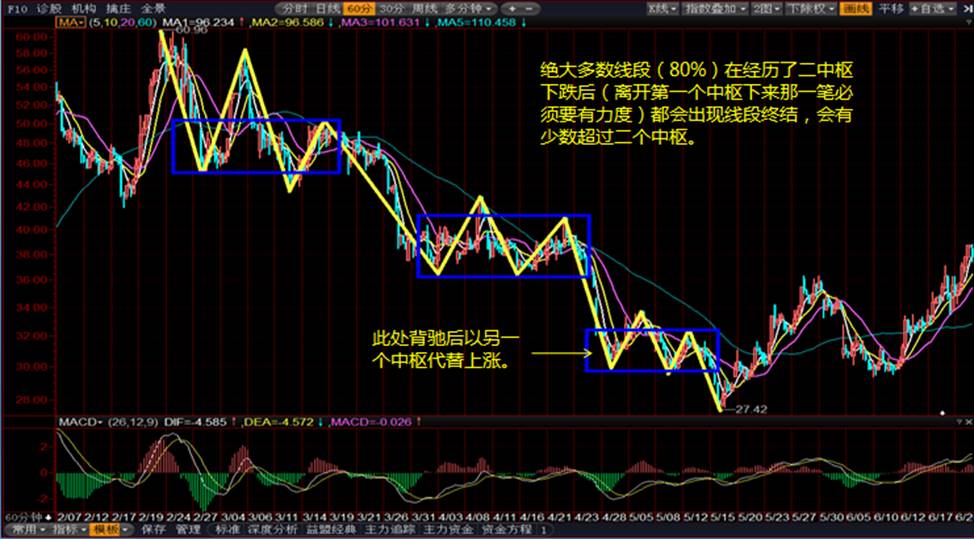 F10 诊股 机构 擒庄 全景 分时 日线 60分 30分 周线 多分钟 + − K线 指数叠加 2图 下除权 画线 平移 +自选
MA (5,10,20,60) MA1=96.234 ↑ ,MA2=96.586 ↓ ,MA3=101.631 ↓ ,MA5=110.458 ↓
60.00
60.96
58.00
56.00
54.00
52.00
50.00
48.00
46.00
44.00
42.00
40.00
38.00
36.00
34.00
32.00
30.00
28.00
绝大多数线段（80%）在经历了二中枢
下跌后（离开第一个中枢下来那一笔必
须要有力度）都会出现线段终结，会有
少数超过二个中枢。
此处背驰后以另一
个中枢代替上涨。
27.42
MACD (26,12,9) DIF=-4.585 ↑ ,DEA=-4.572 ↓ ,MACD=-0.026 ↑ ? ×
2
0
-2
60分钟 2/07 2/12 2/14 2/19 2/24 2/27 3/04 3/06 3/11 3/14 3/19 3/21 3/26 3/31 4/03 4/08 4/11 4/16 4/18 4/23 4/28 5/05 5/08 5/12 5/15 5/20 5/22 5/27 5/30 6/05 6/10 6/12 6/17 6/2
常用 指标 模板 保存 管理 标准 深度分析 益盟经典 主力追踪 主力资金 资金方程 1